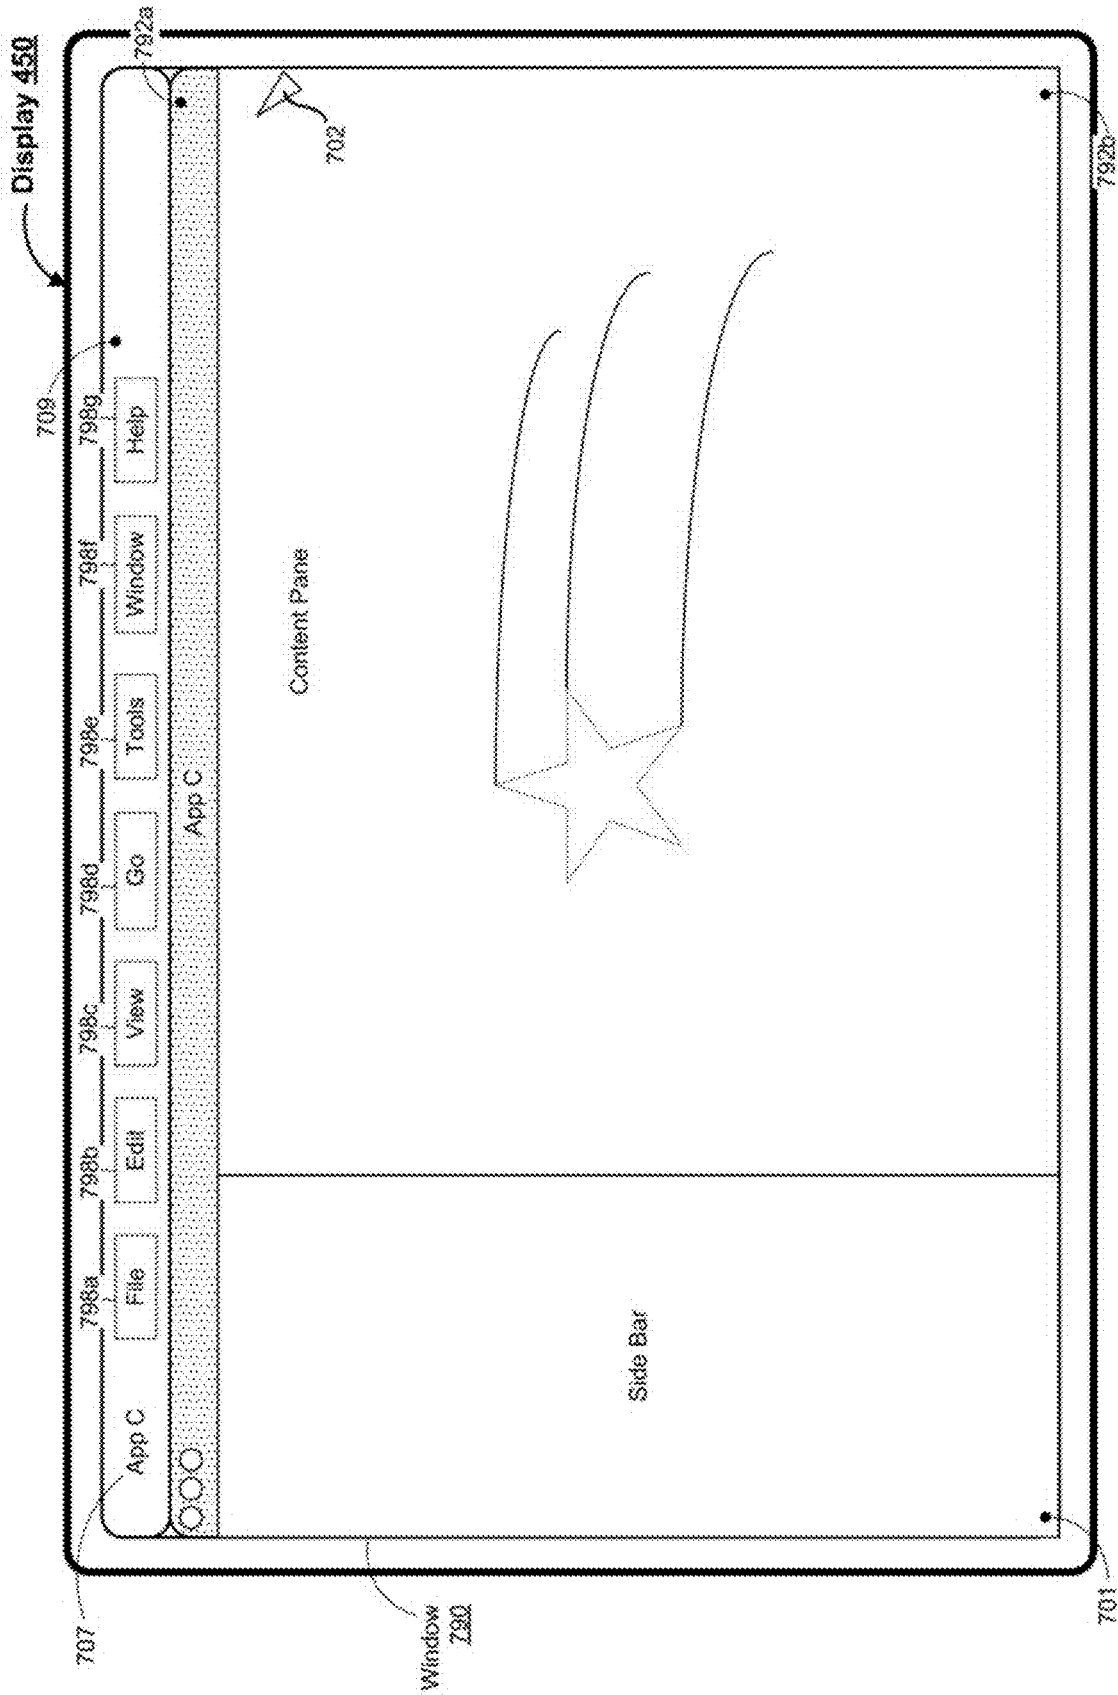 Display 450
792a
709
798a
798b
798c
798d
798e
798f
798g
App C
File
Edit
View
Go
Tools
Window
Help
707
App C
702
Content Pane
Side Bar
Window
790
701
792b